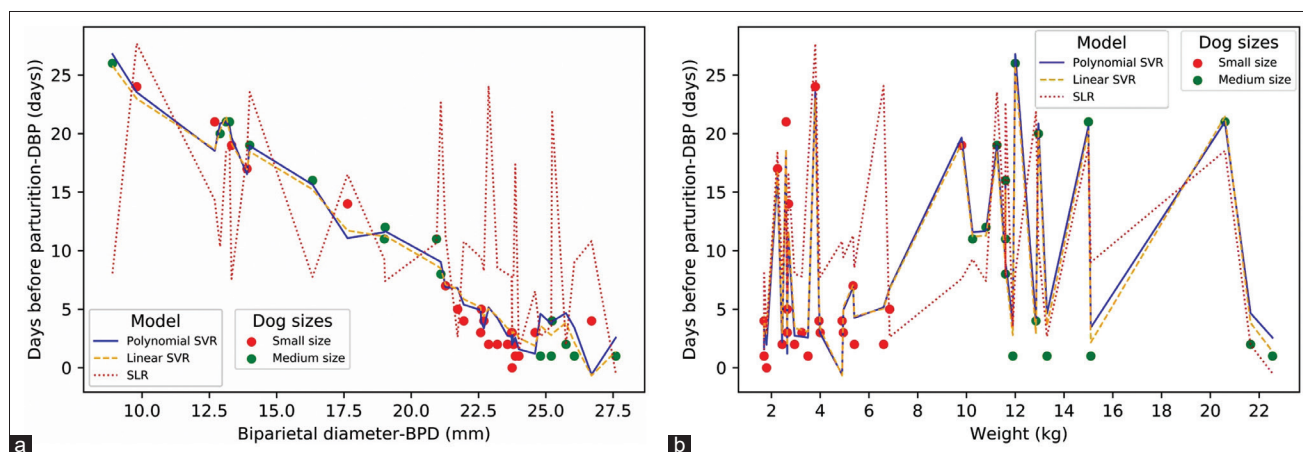 Days before parturition-DBP (days))
25
20
15
10
5
0
Model
Polynomial SVR
Linear SVR
SLR
Dog sizes
Small size
Medium size
10.0 12.5 15.0 17.5 20.0 22.5 25.0 27.5
Biparietal diameter-BPD (mm)
a
Days before parturition-DBP (days))
25
20
15
10
5
0
Model
Polynomial SVR
Linear SVR
SLR
Dog sizes
Small size
Medium size
2 4 6 8 10 12 14 16 18 20 22
Weight (kg)
b